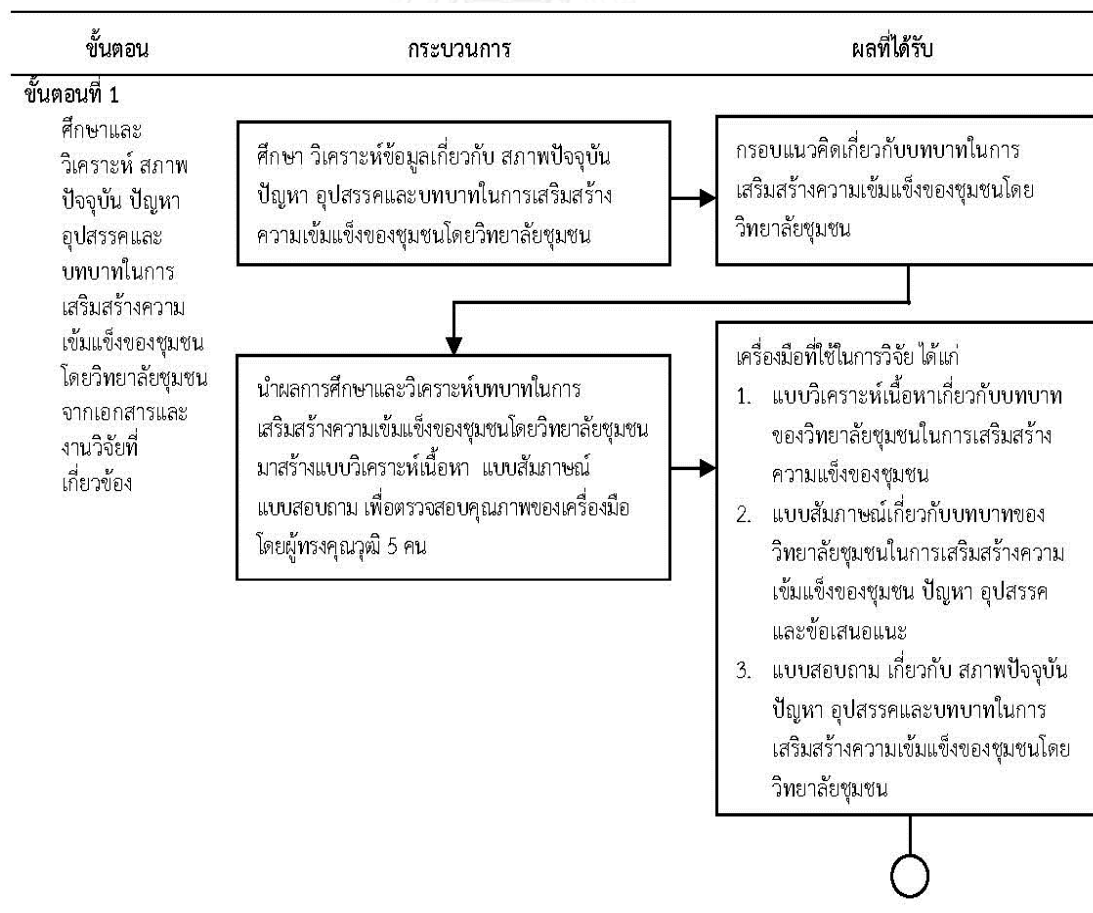 ขั้นตอน กระบวนการ ผลที่ได้รับ
ขั้นตอนที่ 1
ศึกษาและ
วิเคราะห์ สภาพ
ปัจจุบัน ปัญหา
อุปสรรคและ
บทบาทในการ
เสริมสร้างความ
เข้มแข็งของชุมชน
โดยวิทยาลัยชุมชน
จากเอกสารและ
งานวิจัยที่
เกี่ยวข้อง
ศึกษา วิเคราะห์ข้อมูลเกี่ยวกับ สภาพปัจจุบัน
ปัญหา อุปสรรคและบทบาทในการเสริมสร้าง
ความเข้มแข็งของชุมชนโดยวิทยาลัยชุมชน
กรอบแนวคิดเกี่ยวกับบทบาทในการ
เสริมสร้างความเข้มแข็งของชุมชนโดย
วิทยาลัยชุมชน
นำผลการศึกษาและวิเคราะห์บทบาทในการ
เสริมสร้างความเข้มแข็งของชุมชนโดยวิทยาลัยชุมชน
มาสร้างแบบวิเคราะห์เนื้อหา แบบสัมภาษณ์
แบบสอบถาม เพื่อตรวจสอบคุณภาพของเครื่องมือ
โดยผู้ทรงคุณวุฒิ 5 คน
เครื่องมือที่ใช้ในการวิจัย ได้แก่
1. แบบวิเคราะห์เนื้อหาเกี่ยวกับบทบาท
ของวิทยาลัยชุมชนในการเสริมสร้าง
ความแข็งของชุมชน
2. แบบสัมภาษณ์เกี่ยวกับบทบาทของ
วิทยาลัยชุมชนในการเสริมสร้างความ
เข้มแข็งของชุมชน ปัญหา อุปสรรค
และข้อเสนอแนะ
3. แบบสอบถาม เกี่ยวกับ สภาพปัจจุบัน
ปัญหา อุปสรรคและบทบาทในการ
เสริมสร้างความเข้มแข็งของชุมชนโดย
วิทยาลัยชุมชน